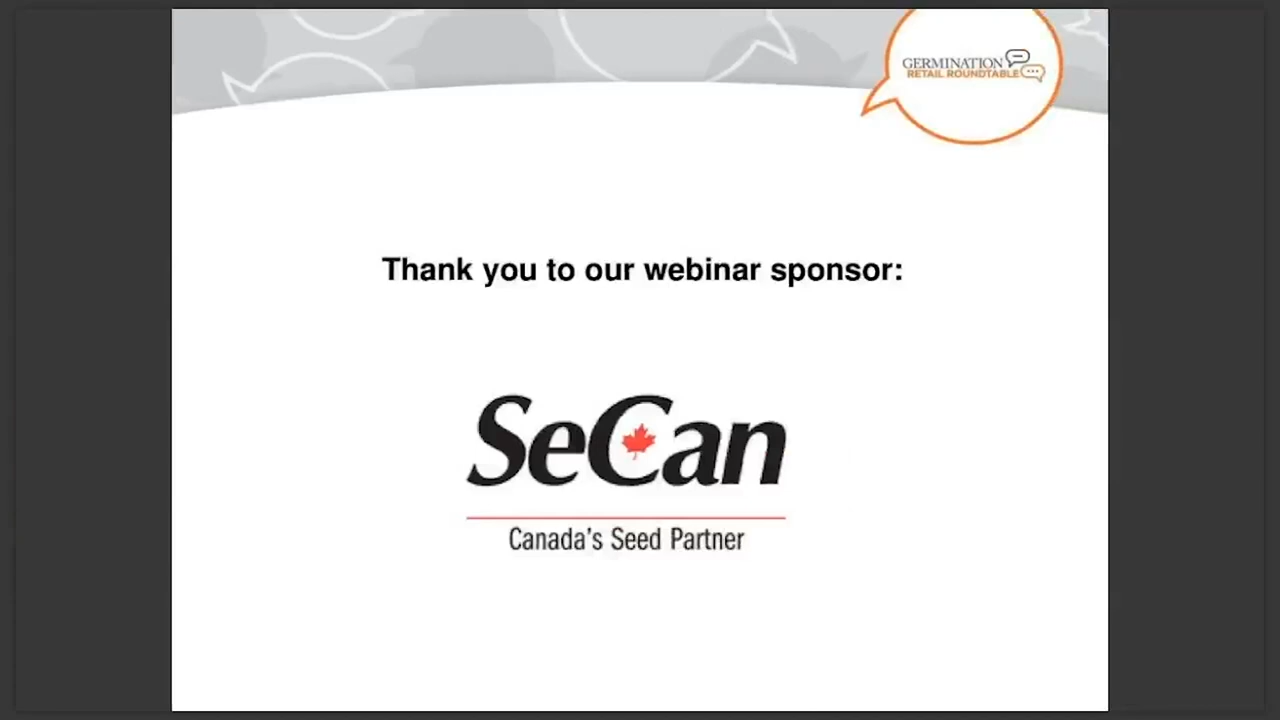 GERMINATION
RETAIL ROUNDTABLE
Thank you to our webinar sponsor:
SeCan
Canada's Seed Partner